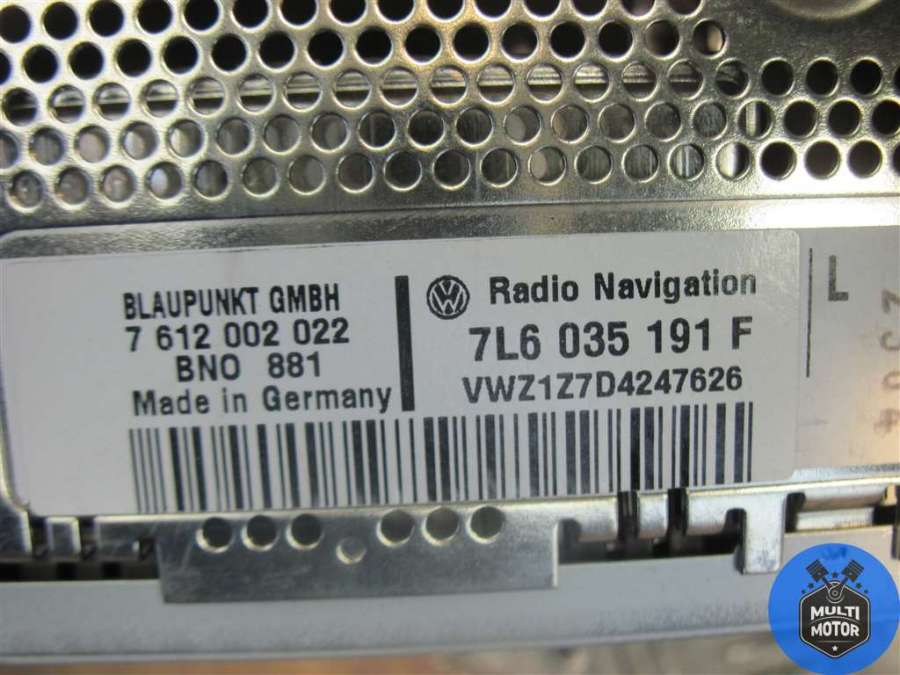 BLAUPUNKT GMBH
7 612 002 022
BNO 881
Made in Germany
Radio Navigation
7L6 035 191 F
VWZ1Z7D4247626
L
MULTI
MOTOR